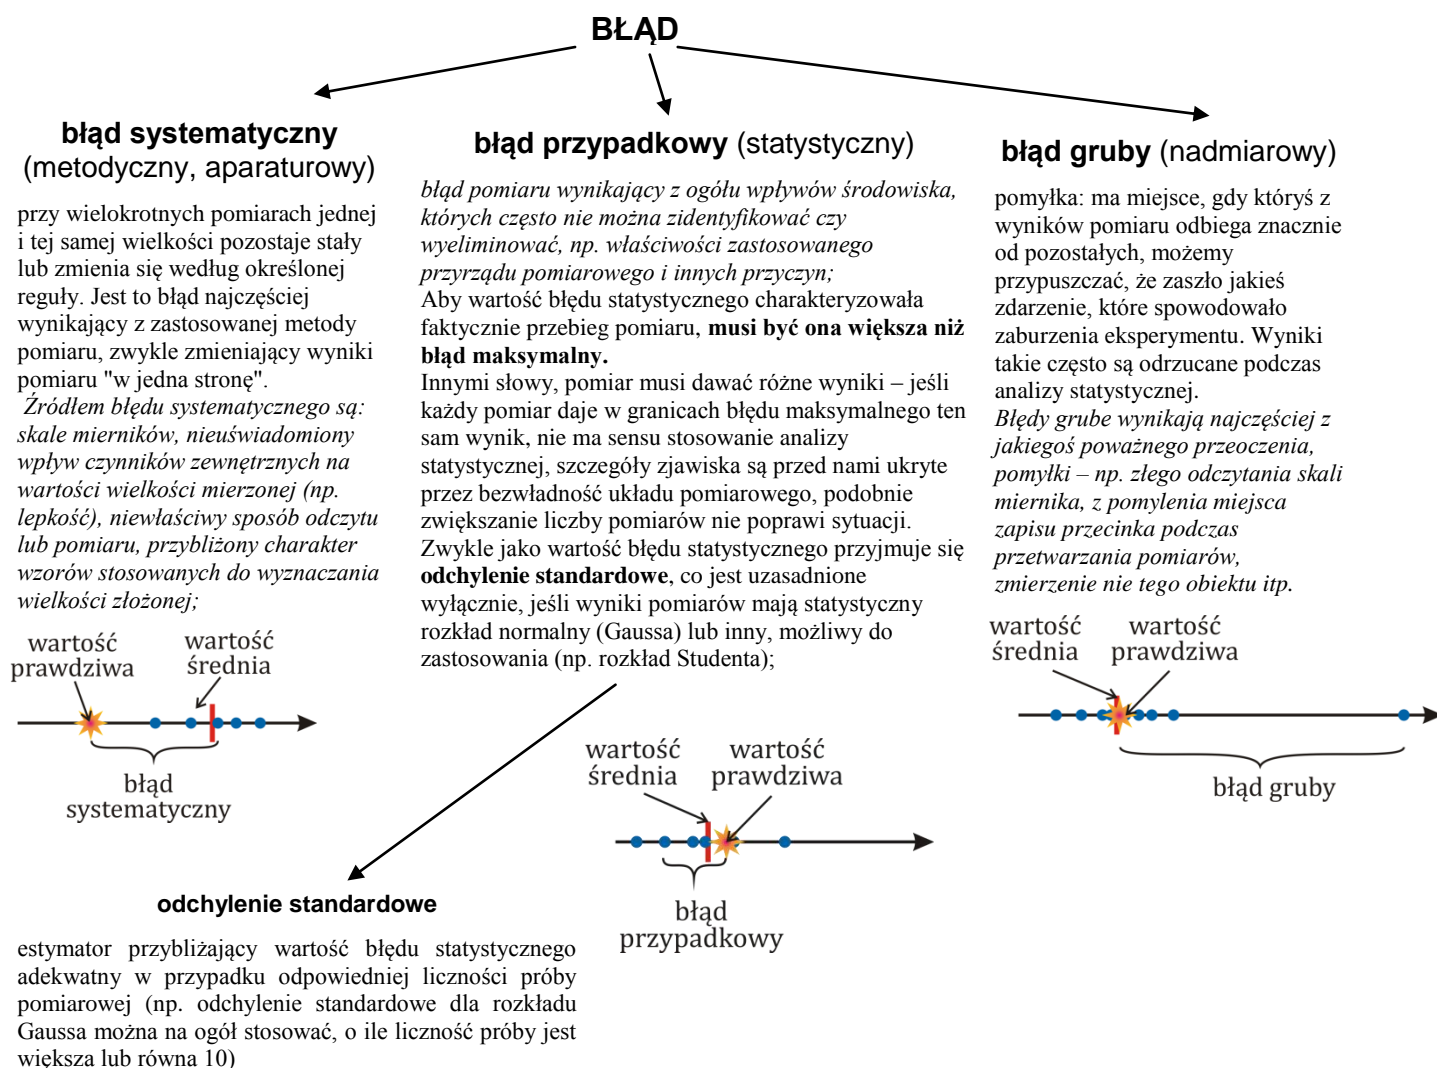 BŁĄD
błąd systematyczny
(metodyczny, aparaturowy)
przy wielokrotnych pomiarach jednej
i tej samej wielkości pozostaje stały
lub zmienia się według określonej
reguły. Jest to błąd najczęściej
wynikający z zastosowanej metody
pomiaru, zwykle zmieniający wyniki
pomiaru "w jedna stronę".
Źródłem błędu systematycznego są:
skale mierników, nieuświadomiony
wpływ czynników zewnętrznych na
wartości wielkości mierzonej (np.
lepkość), niewłaściwy sposób odczytu
lub pomiaru, przybliżony charakter
wzorów stosowanych do wyznaczania
wielkości złożonej;
wartość
prawdziwa
wartość
średnia
błąd
systematyczny
błąd przypadkowy (statystyczny)
błąd pomiaru wynikający z ogółu wpływów środowiska,
których często nie można zidentyfikować czy
wyeliminować, np. właściwości zastosowanego
przyrządu pomiarowego i innych przyczyn;
Aby wartość błędu statystycznego charakteryzowała
faktycznie przebieg pomiaru, musi być ona większa niż
błąd maksymalny.
Innymi słowy, pomiar musi dawać różne wyniki – jeśli
każdy pomiar daje w granicach błędu maksymalnego ten
sam wynik, nie ma sensu stosowanie analizy
statystycznej, szczegóły zjawiska są przed nami ukryte
przez bezwładność układu pomiarowego, podobnie
zwiększanie liczby pomiarów nie poprawi sytuacji.
Zwykle jako wartość błędu statystycznego przyjmuje się
odchylenie standardowe, co jest uzasadnione
wyłącznie, jeśli wyniki pomiarów mają statystyczny
rozkład normalny (Gaussa) lub inny, możliwy do
zastosowania (np. rozkład Studenta);
wartość
średnia
wartość
prawdziwa
błąd
przypadkowy
błąd gruby (nadmiarowy)
pomyłka: ma miejsce, gdy któryś z
wyników pomiaru odbiega znacznie
od pozostałych, możemy
przypuszczać, że zaszło jakieś
zdarzenie, które spowodowało
zaburzenia eksperymentu. Wyniki
takie często są odrzucane podczas
analizy statystycznej.
Błędy grube wynikają najczęściej z
jakiegoś poważnego przeoczenia,
pomyłki – np. złego odczytania skali
miernika, z pomylenia miejsca
zapisu przecinka podczas
przetwarzania pomiarów,
zmierzenie nie tego obiektu itp.
wartość
średnia
wartość
prawdziwa
błąd gruby
odchylenie standardowe
estymator przybliżający wartość błędu statystycznego
adekwatny w przypadku odpowiedniej liczności próby
pomiarowej (np. odchylenie standardowe dla rozkładu
Gaussa można na ogół stosować, o ile liczność próby jest
większa lub równa 10)